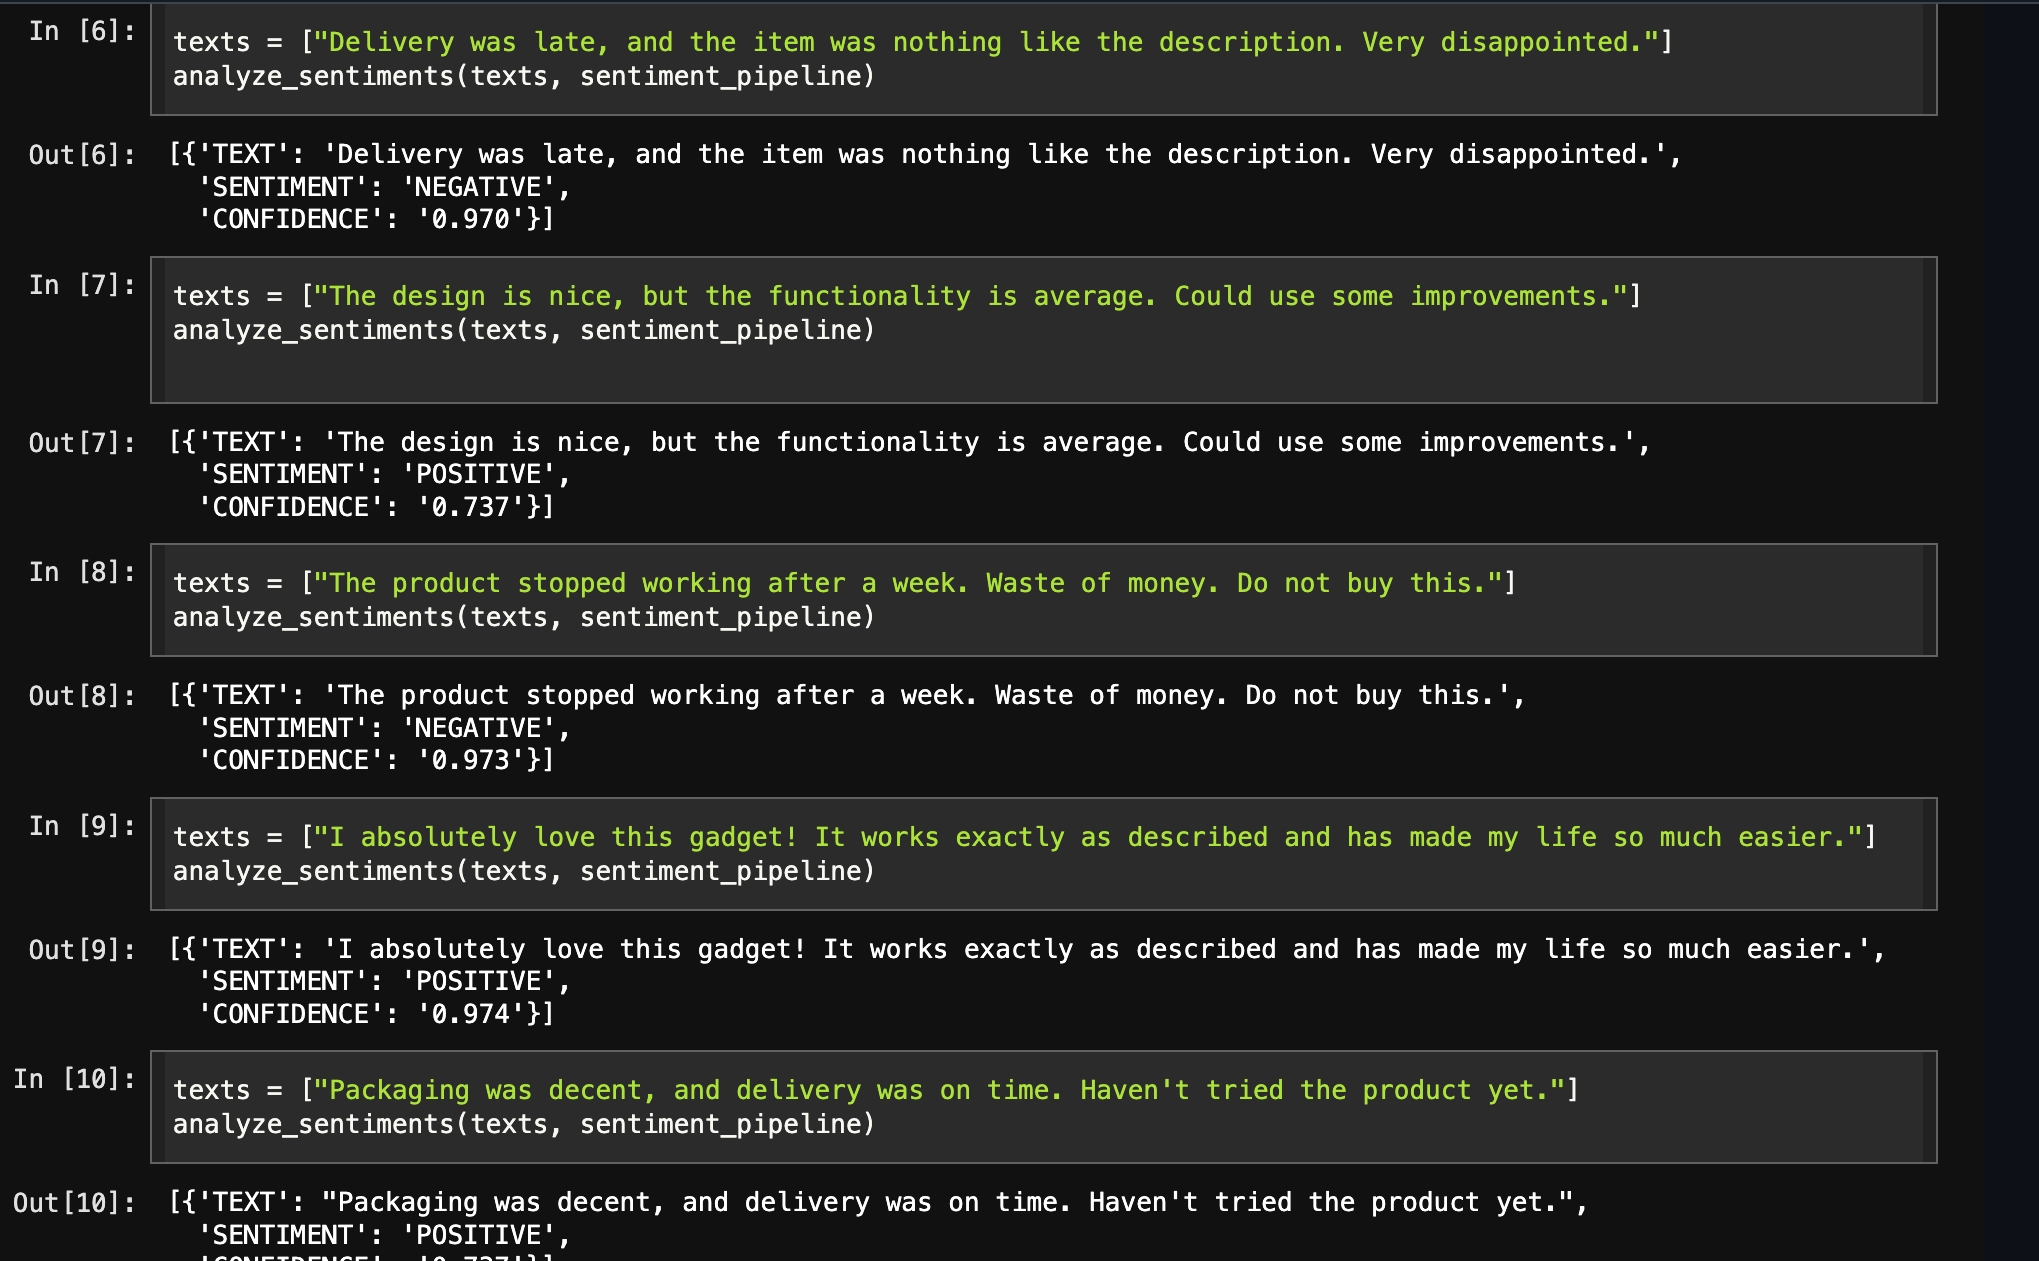 In [6]:
texts = ["Delivery was late, and the item was nothing like the description. Very disappointed."]
analyze_sentiments(texts, sentiment_pipeline)
Out[6]:
[{'TEXT': 'Delivery was late, and the item was nothing like the description. Very disappointed.',
'SENTIMENT': 'NEGATIVE',
'CONFIDENCE': '0.970'}]
In [7]:
texts = ["The design is nice, but the functionality is average. Could use some improvements."]
analyze_sentiments(texts, sentiment_pipeline)
Out[7]:
[{'TEXT': 'The design is nice, but the functionality is average. Could use some improvements.',
'SENTIMENT': 'POSITIVE',
'CONFIDENCE': '0.737'}]
In [8]:
texts = ["The product stopped working after a week. Waste of money. Do not buy this."]
analyze_sentiments(texts, sentiment_pipeline)
Out[8]:
[{'TEXT': 'The product stopped working after a week. Waste of money. Do not buy this.',
'SENTIMENT': 'NEGATIVE',
'CONFIDENCE': '0.973'}]
In [9]:
texts = ["I absolutely love this gadget! It works exactly as described and has made my life so much easier."]
analyze_sentiments(texts, sentiment_pipeline)
Out[9]:
[{'TEXT': 'I absolutely love this gadget! It works exactly as described and has made my life so much easier.',
'SENTIMENT': 'POSITIVE',
'CONFIDENCE': '0.974'}]
In [10]:
texts = ["Packaging was decent, and delivery was on time. Haven't tried the product yet."]
analyze_sentiments(texts, sentiment_pipeline)
Out[10]:
[{'TEXT': "Packaging was decent, and delivery was on time. Haven't tried the product yet.",
'SENTIMENT': 'POSITIVE',
'CONFIDENCE':